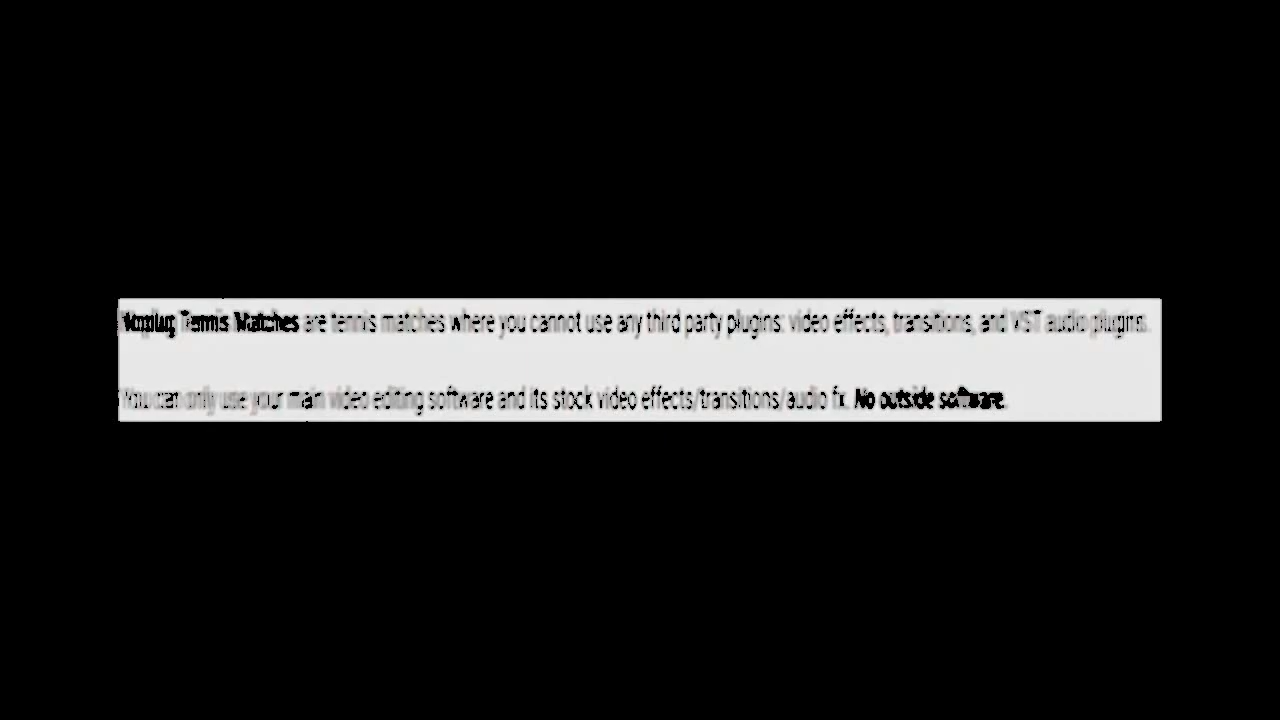 Noplug Tennis Matches are tennis matches where you cannot use any third party plugins: video effects, transitions, and VST audio plugins.
You can only use your main video editing software and its stock video effects/transitions/audio fx. No outside software.